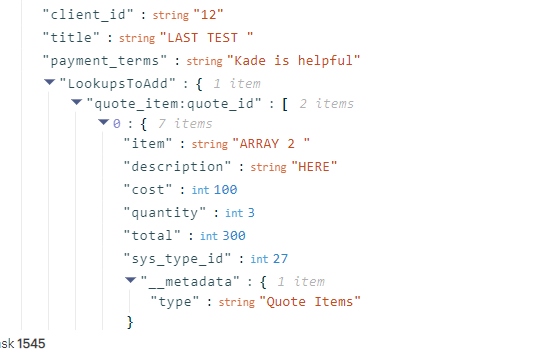 "client_id" : string "12"
"title" : string "LAST TEST "
"payment_terms" : string "Kade is helpful"
"LookupsToAdd" : { 1 item
"quote_item:quote_id" : [ 2 items
0 : { 7 items
"item" : string "ARRAY 2 "
"description" : string "HERE"
"cost" : int 100
"quantity" : int 3
"total" : int 300
"sys_type_id" : int 27
"__metadata" : { 1 item
"type" : string "Quote Items"
}
sk 1545